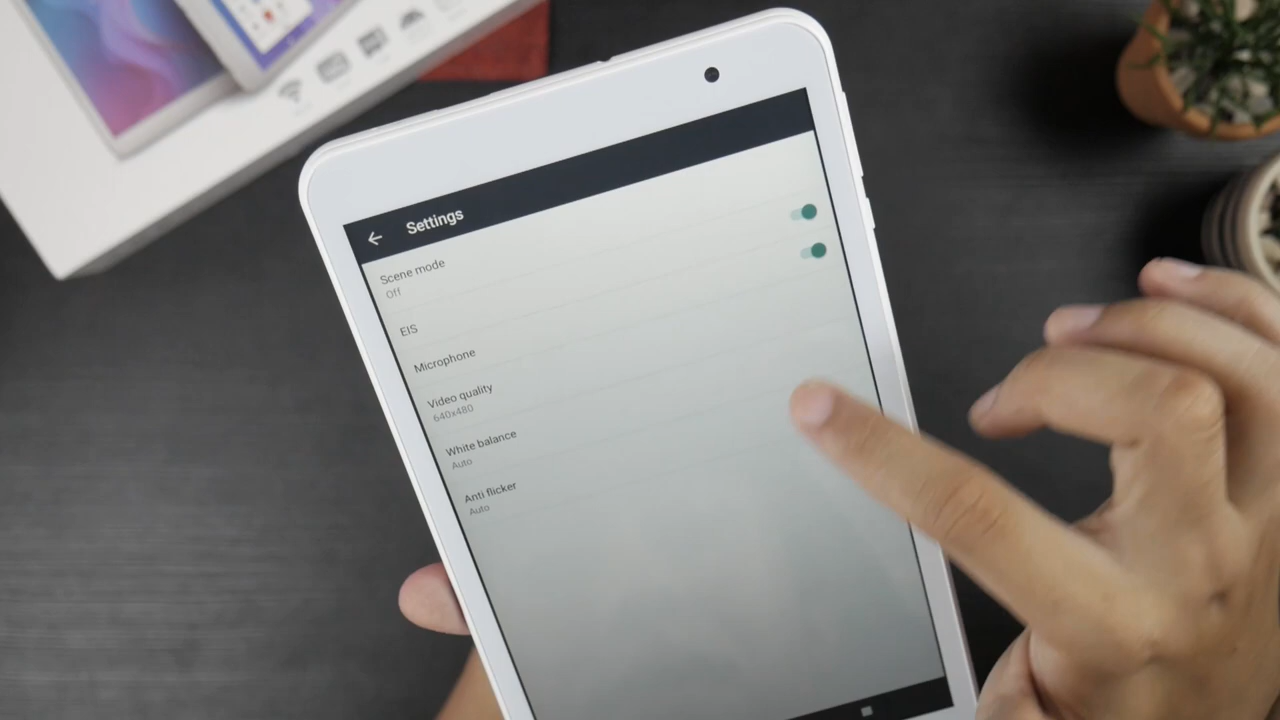 Settings
Scene mode
Off
EIS
Microphone
Video quality
640x480
White balance
Auto
Anti flicker
Auto